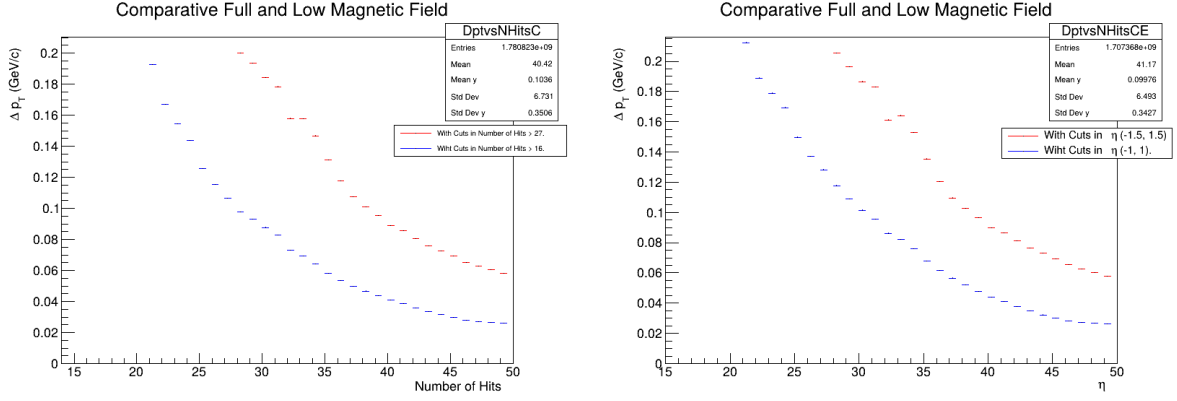 Comparative Full and Low Magnetic Field
DptvsNHitsC
Entries 1.780823e+09
Mean 40.42
Mean y 0.1036
Std Dev 6.731
Std Dev y 0.3506
With Cuts in Number of Hits > 27.
Wiht Cuts in Number of Hits > 16.
Δ pT (GeV/c)
0.2
0.18
0.16
0.14
0.12
0.1
0.08
0.06
0.04
0.02
0
15 20 25 30 35 40 45 50
Number of Hits
Comparative Full and Low Magnetic Field
DptvsNHitsCE
Entries 1.707368e+09
Mean 41.17
Mean y 0.09976
Std Dev 6.493
Std Dev y 0.3427
With Cuts in η (-1.5, 1.5)
Wiht Cuts in η (-1, 1).
Δ pT (GeV/c)
0.2
0.18
0.16
0.14
0.12
0.1
0.08
0.06
0.04
0.02
0
15 20 25 30 35 40 45 50
η